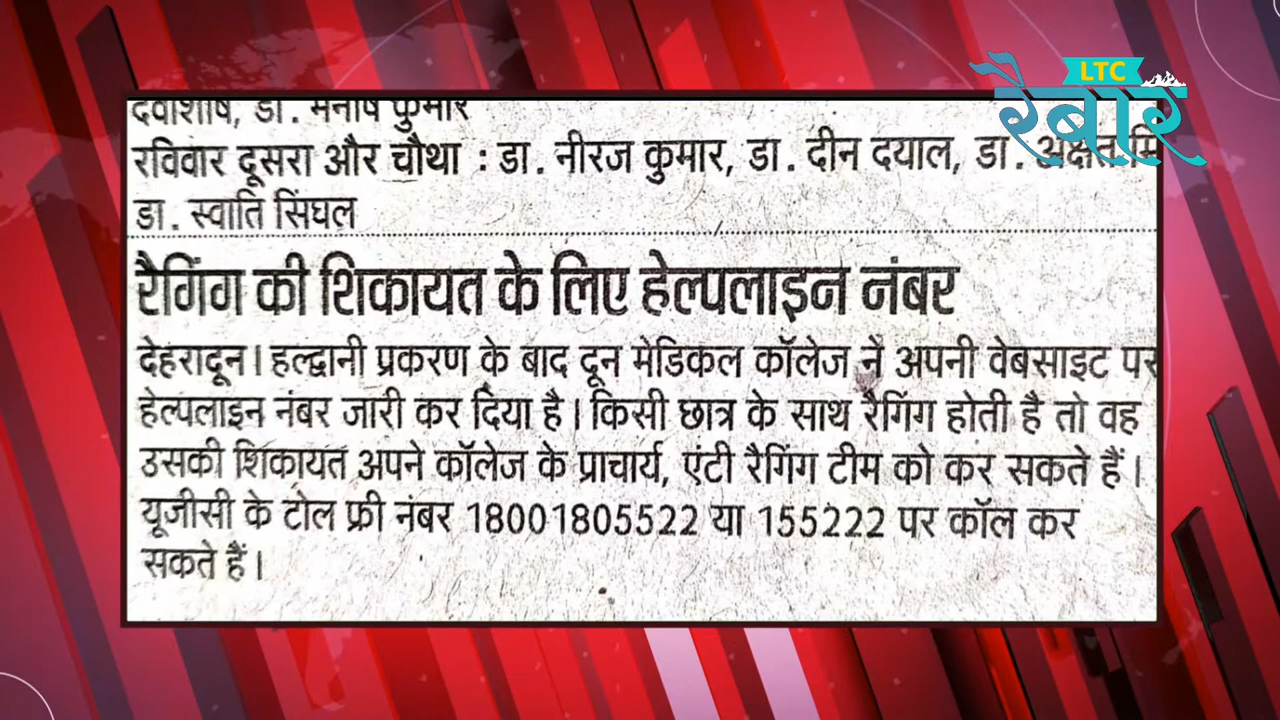 LTC
रैबार
देवाशीष, डा. मनीष कुमार
रविवार दूसरा और चौथा : डा. नीरज कुमार, डा. दीन दयाल, डा.
डा. स्वाति सिंघल
रैगिंग की शिकायत के लिए हेल्पलाइन नंबर
देहरादून। हल्द्वानी प्रकरण के बाद दून मेडिकल कॉलेज ने अपनी वेबसाइट पर
हेल्पलाइन नंबर जारी कर दिया है। किसी छात्र के साथ रैगिंग होती है तो वह
उसकी शिकायत अपने कॉलेज के प्राचार्य, एंटी रैगिंग टीम को कर सकते हैं।
यूजीसी के टोल फ्री नंबर 18001805522 या 155222 पर कॉल कर
सकते हैं।